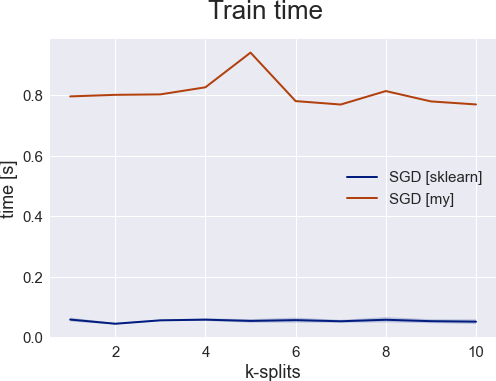 Train time
time [s]
0.8
0.6
0.4
0.2
0.0
SGD [sklearn]
SGD [my]
2 4 6 8 10
k-splits